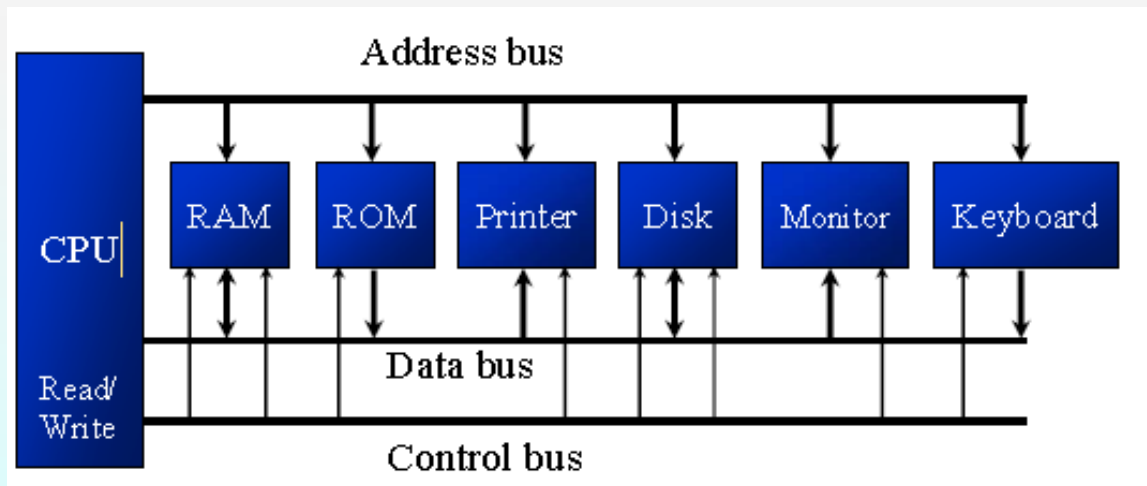 Address bus
RAM ROM Printer Disk Monitor Keyboard
CPU
Data bus
Read/
Write
Control bus